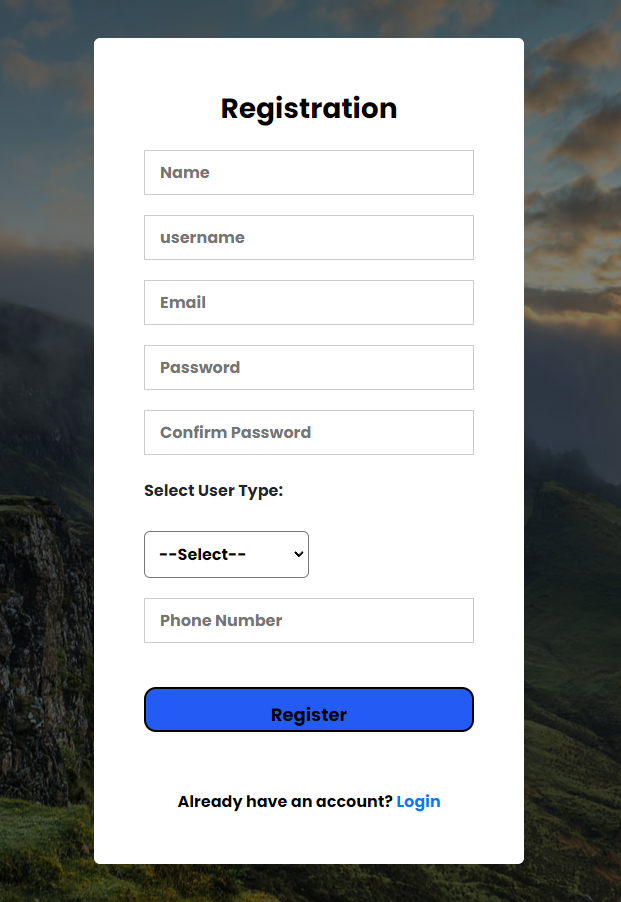 Registration
Name
username
Email
Password
Confirm Password
Select User Type:
--Select--
Phone Number
Register
Already have an account? Login